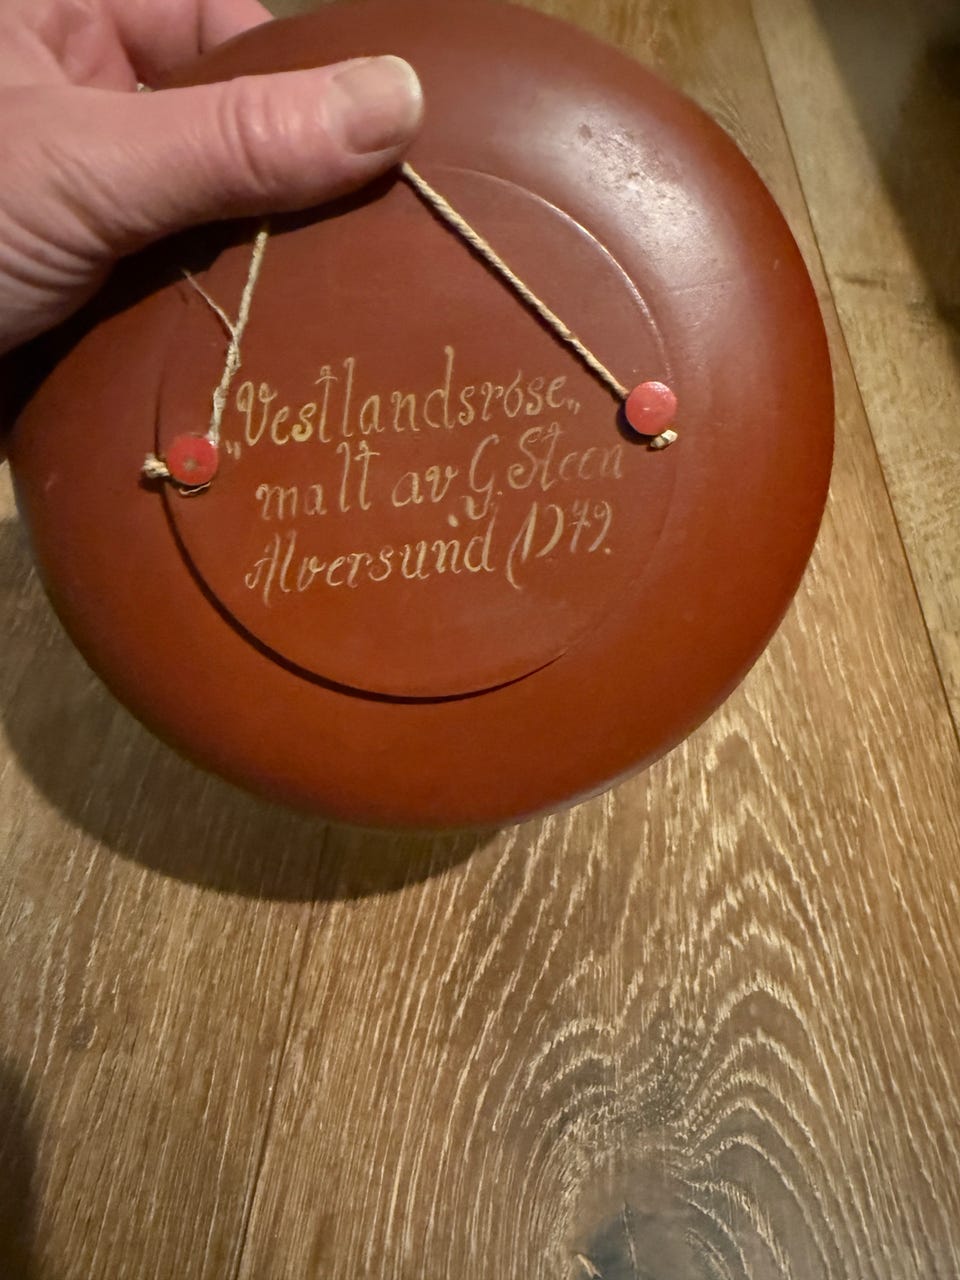 „Vestlandsrose„
malt av G. Steen
Alversund 1979.